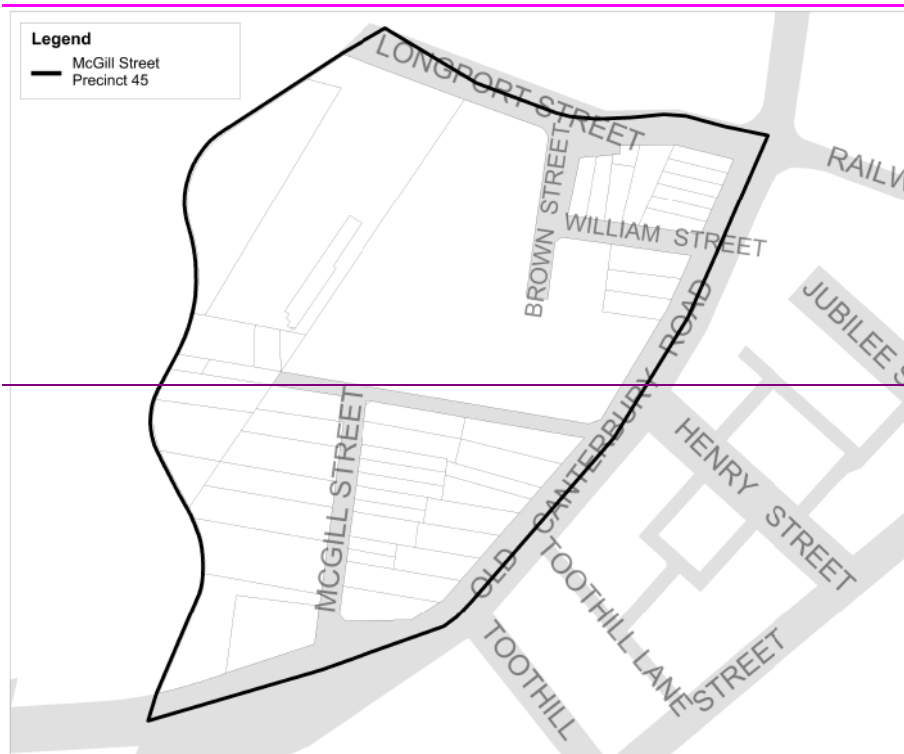 Legend
McGill Street
Precinct 45
LONGPORT STREET
RAILW
BROWN STREET
WILLIAM STREET
JUBILEE S
OLD CANTERBURY ROAD
HENRY STREET
MCGILL STREET
TOOTHILL LANE
TOOTHILL
STREET